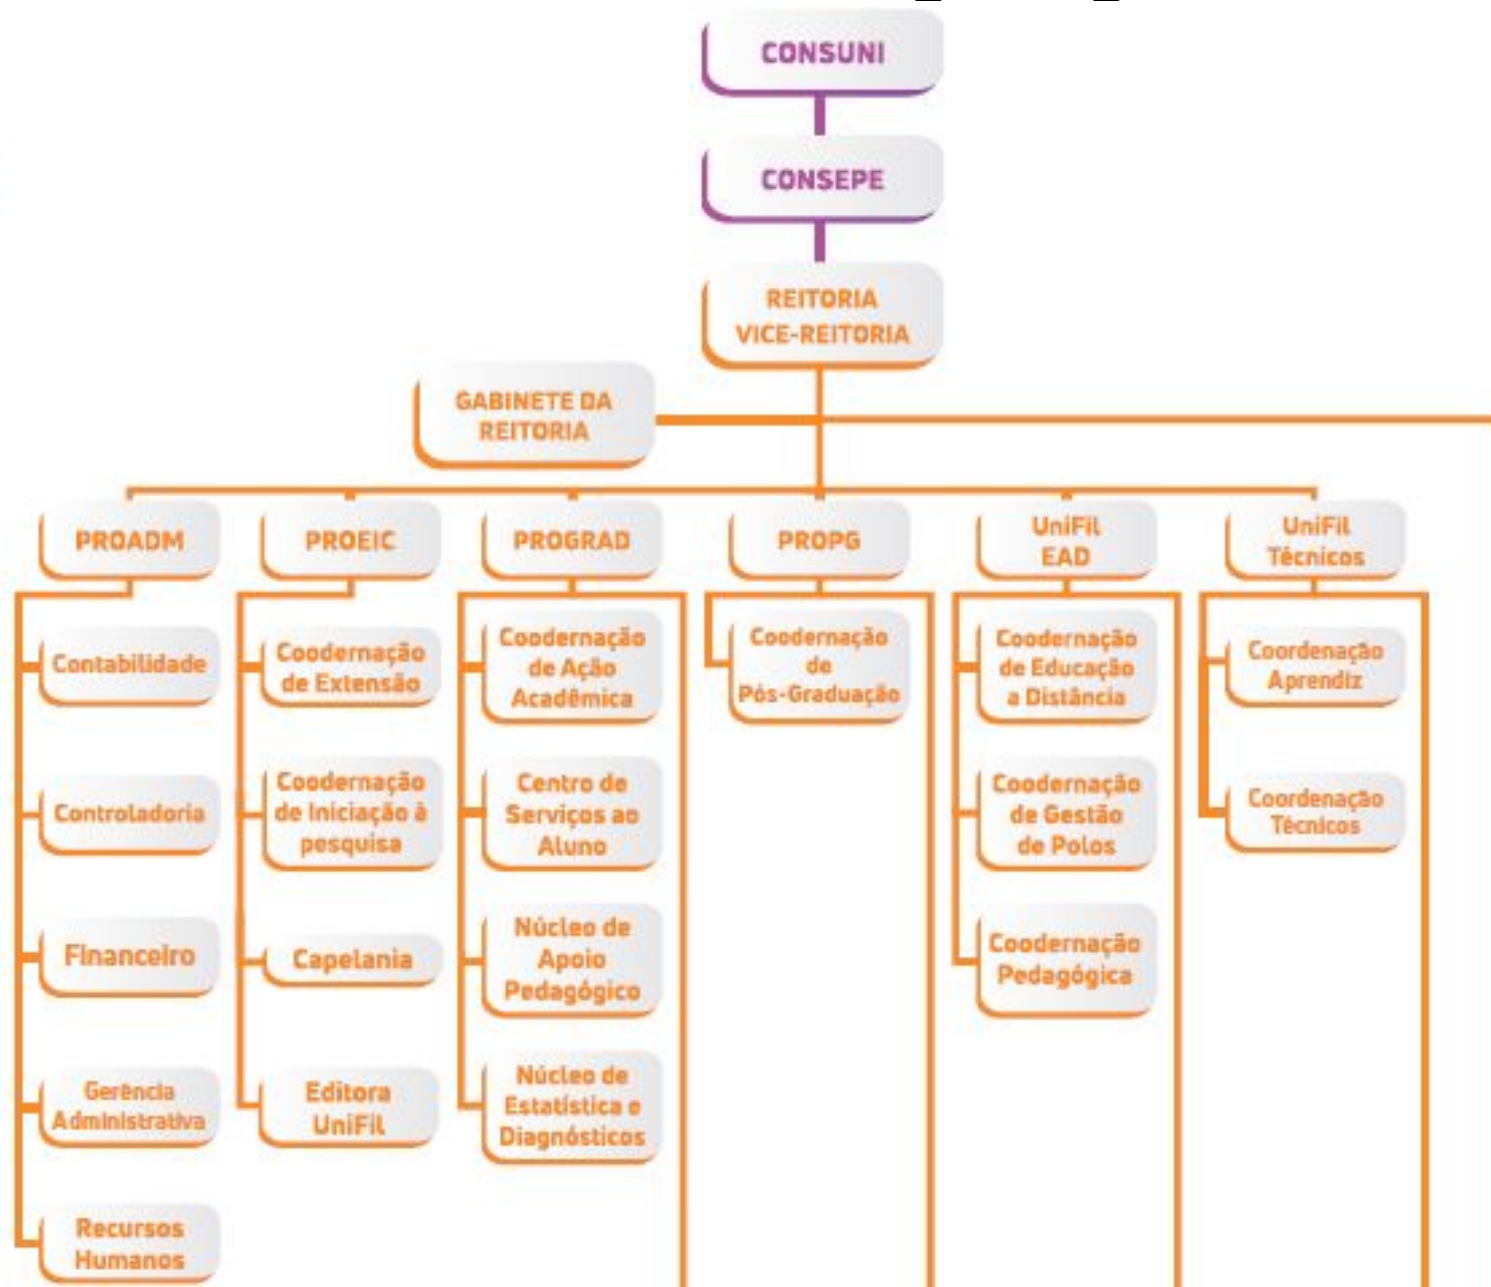 CONSUNI
CONSEPE
REITORIA
VICE-REITORIA
GABINETE DA
REITORIA
PROADM
Contabilidade
Controladoria
Financeiro
Gerência
Administrativa
Recursos
Humanos
PROEIC
Coodernação
de Extensão
Coodernação
de Iniciação à
pesquisa
Capelania
Editora
UniFil
PROGRAD
Coodernação
de Ação
Acadêmica
Centro de
Serviços ao
Aluno
Núcleo de
Apoio
Pedagógico
Núcleo de
Estatística e
Diagnósticos
PROPG
Coodernação
de
Pós-Graduação
UniFil
EAD
Coodernação
de Educação
a Distância
Coodernação
de Gestão
de Polos
Coodernação
Pedagógica
UniFil
Técnicos
Coordenação
Aprendiz
Coordenação
Técnicos